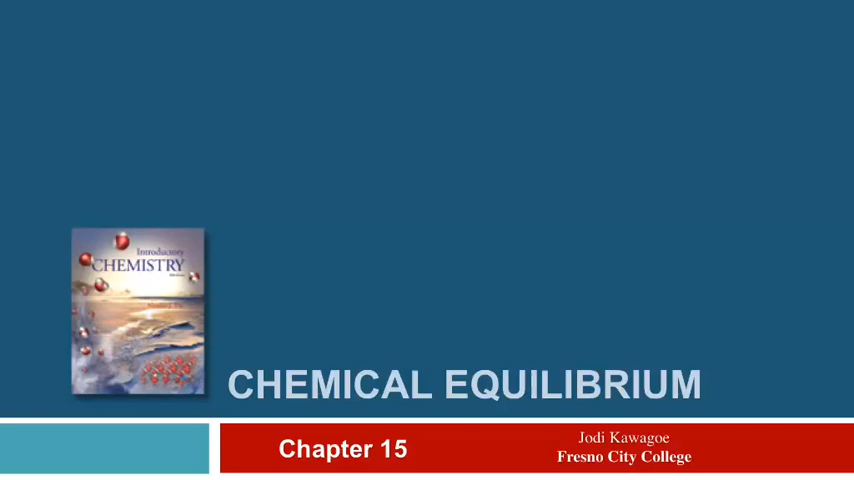 Introductory
CHEMISTRY
CHEMICAL EQUILIBRIUM
Chapter 15
Jodi Kawagoe
Fresno City College